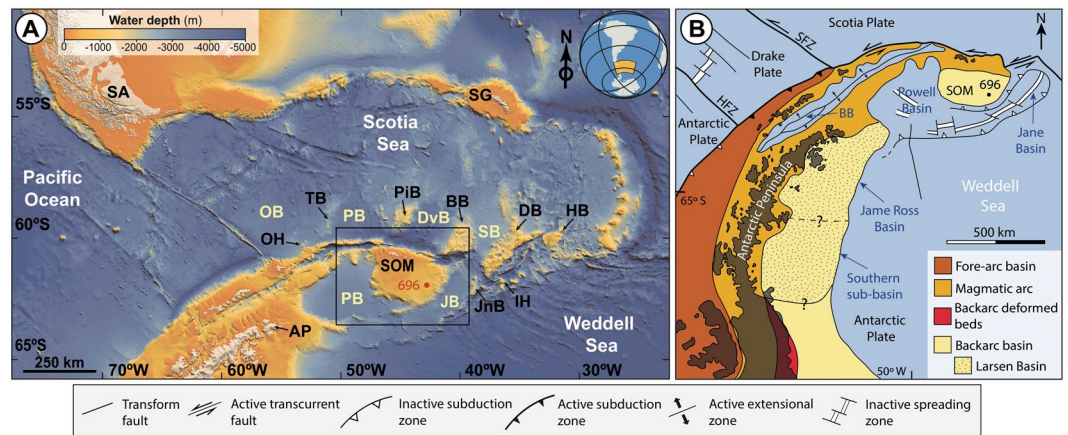 A
Water depth (m)
0 -1000 -2000 -3000 -4000 -5000
N
SA
55ºS
SG
Scotia
Sea
Pacific
Ocean
PiB
TB
BB
OB
PB
DvB
DB
HB
60ºS
SB
OH
SOM
696
PB
JB
JnB
IH
AP
Weddell
Sea
65ºS
250 km
70ºW
60ºW
50ºW
40ºW
30ºW
B
Scotia Plate
N
SFZ
Drake
Plate
Powell
Basin
SOM
696
HFZ
BB
Antarctic
Plate
Jane
Basin
Antarctic Peninsula
65º S
Weddell
Sea
Jame Ross
Basin
?
500 km
Southern
sub-basin
?
Antarctic
Plate
50º W
Fore-arc basin
Magmatic arc
Backarc deformed
beds
Backarc basin
Larsen Basin
Transform
fault
Active transcurrent
fault
Inactive subduction
zone
Active subduction
zone
Active extensional
zone
Inactive spreading
zone